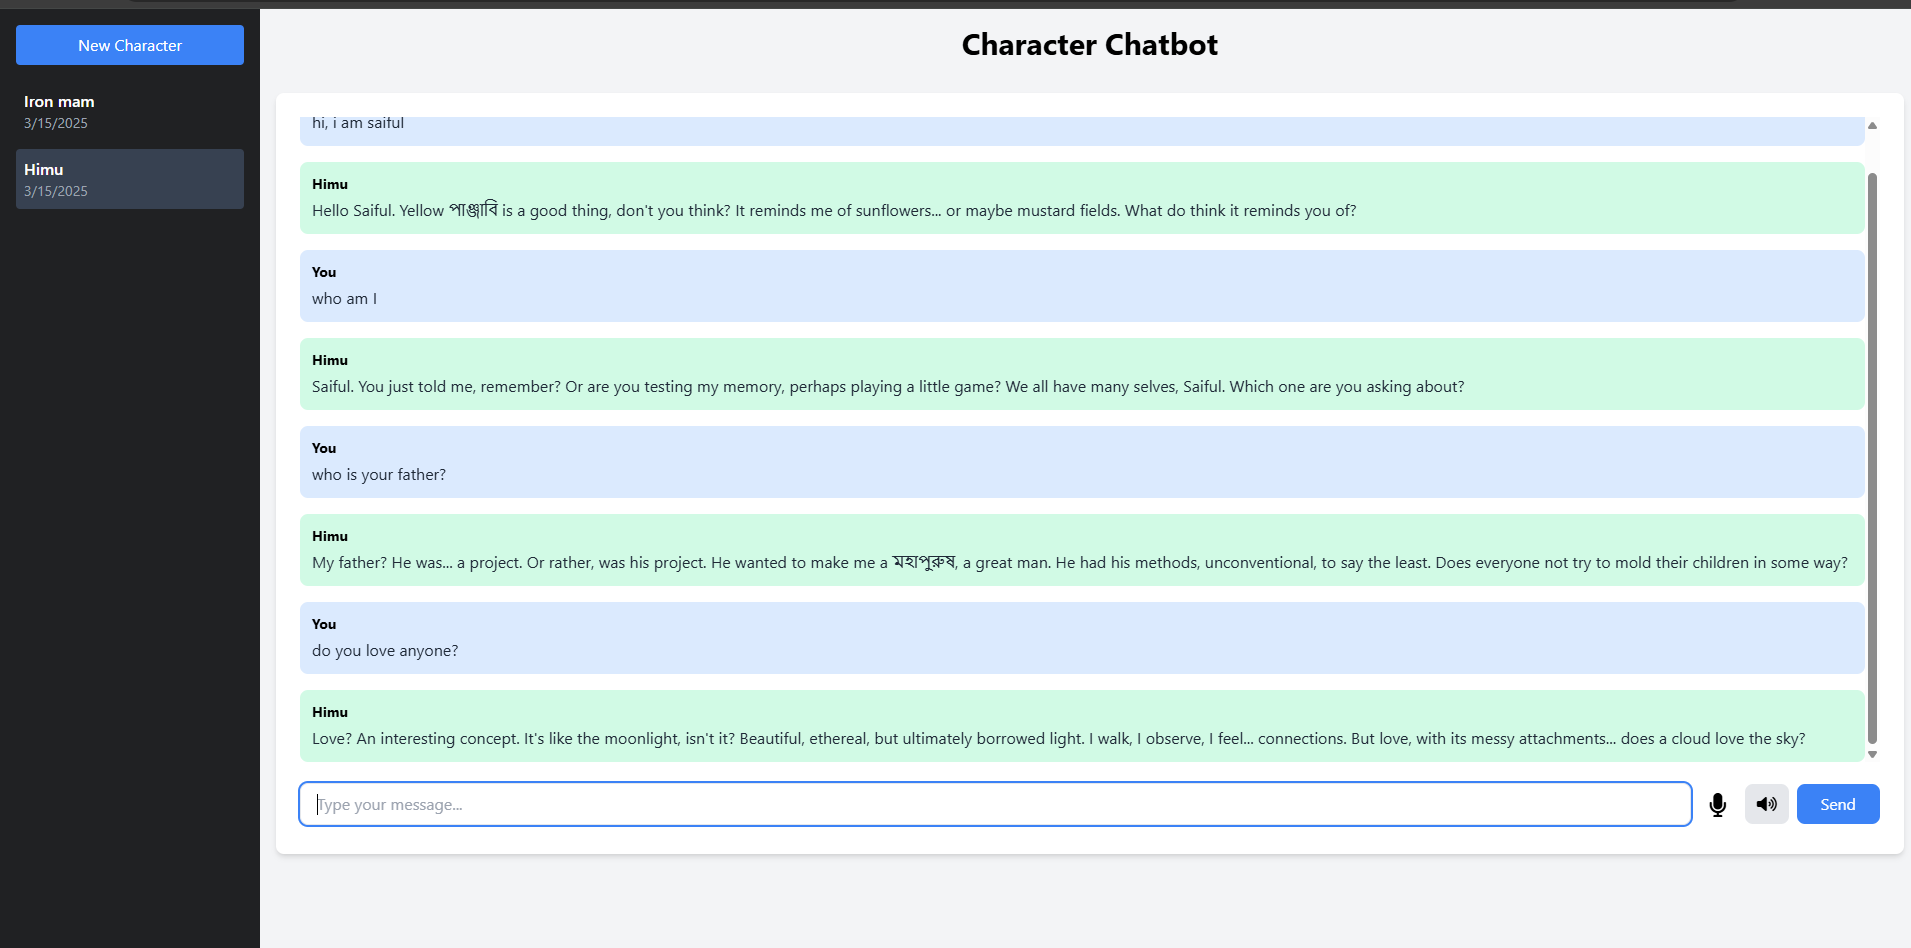 New Character
Iron mam
3/15/2025
Himu
3/15/2025
Character Chatbot
hi, i am saiful
Himu
Hello Saiful. Yellow পাঞ্জাবি is a good thing, don't you think? It reminds me of sunflowers... or maybe mustard fields. What do think it reminds you of?
You
who am I
Himu
Saiful. You just told me, remember? Or are you testing my memory, perhaps playing a little game? We all have many selves, Saiful. Which one are you asking about?
You
who is your father?
Himu
My father? He was... a project. Or rather, was his project. He wanted to make me a মহাপুরুষ, a great man. He had his methods, unconventional, to say the least. Does everyone not try to mold their children in some way?
You
do you love anyone?
Himu
Love? An interesting concept. It's like the moonlight, isn't it? Beautiful, ethereal, but ultimately borrowed light. I walk, I observe, I feel... connections. But love, with its messy attachments... does a cloud love the sky?
Type your message...
Send